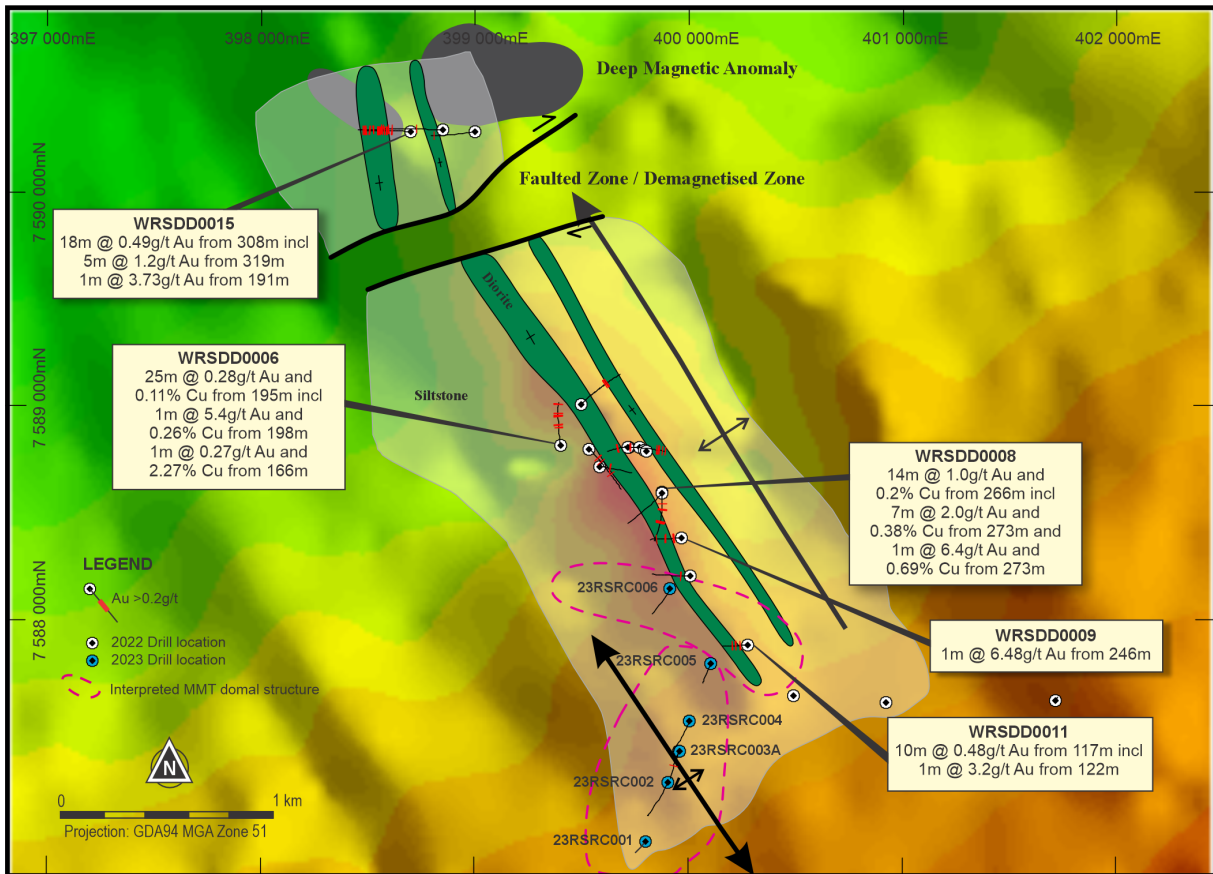 397 000mE
398 000mE
399 000mE
400 000mE
401 000mE
402 000mE
Deep Magnetic Anomaly
Faulted Zone / Demagnetised Zone
7 590 000mN
WRSDD0015
18m @ 0.49g/t Au from 308m incl
5m @ 1.2g/t Au from 319m
1m @ 3.73g/t Au from 191m
Diorite
WRSDD0006
25m @ 0.28g/t Au and
0.11% Cu from 195m incl
1m @ 5.4g/t Au and
0.26% Cu from 198m
1m @ 0.27g/t Au and
2.27% Cu from 166m
7 589 000mN
Siltstone
WRSDD0008
14m @ 1.0g/t Au and
0.2% Cu from 266m incl
7m @ 2.0g/t Au and
0.38% Cu from 273m and
1m @ 6.4g/t Au and
0.69% Cu from 273m
LEGEND
Au >0.2g/t
2022 Drill location
2023 Drill location
Interpreted MMT domal structure
7 588 000mN
23RSRC006
WRSDD0009
1m @ 6.48g/t Au from 246m
23RSRC005
23RSRC004
23RSRC003A
23RSRC002
23RSRC001
WRSDD0011
10m @ 0.48g/t Au from 117m incl
1m @ 3.2g/t Au from 122m
N
0
1 km
Projection: GDA94 MGA Zone 51